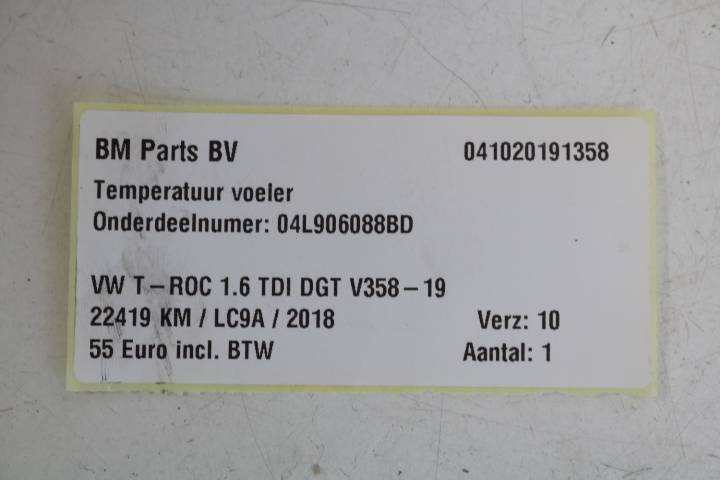 BM Parts BV 041020191358
Temperatuur voeler
Onderdeelnumer: 04L906088BD
VW T-ROC 1.6 TDI DGT V358-19
22419 KM / LC9A / 2018 Verz: 10
55 Euro incl. BTW Aantal: 1